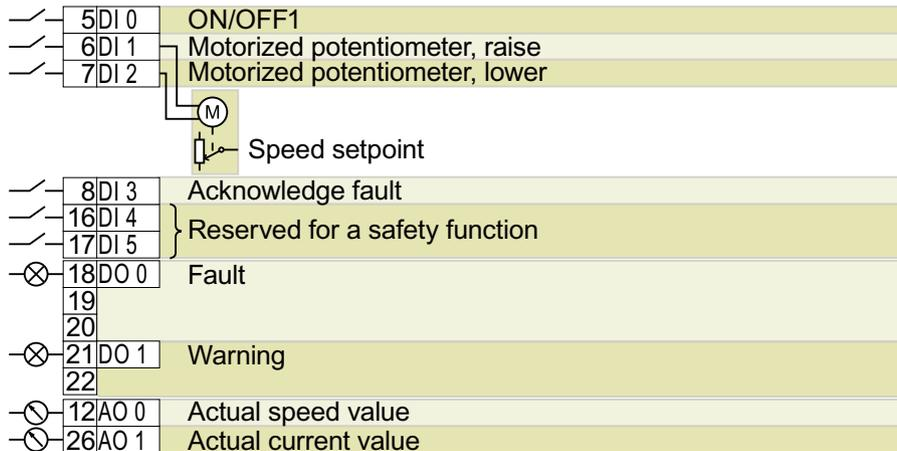 5 DI 0 ON/OFF1
6 DI 1 Motorized potentiometer, raise
7 DI 2 Motorized potentiometer, lower
M
Speed setpoint
8 DI 3 Acknowledge fault
16 DI 4
Reserved for a safety function
17 DI 5
18 DO 0 Fault
19
20
21 DO 1 Warning
22
12 AO 0 Actual speed value
26 AO 1 Actual current value